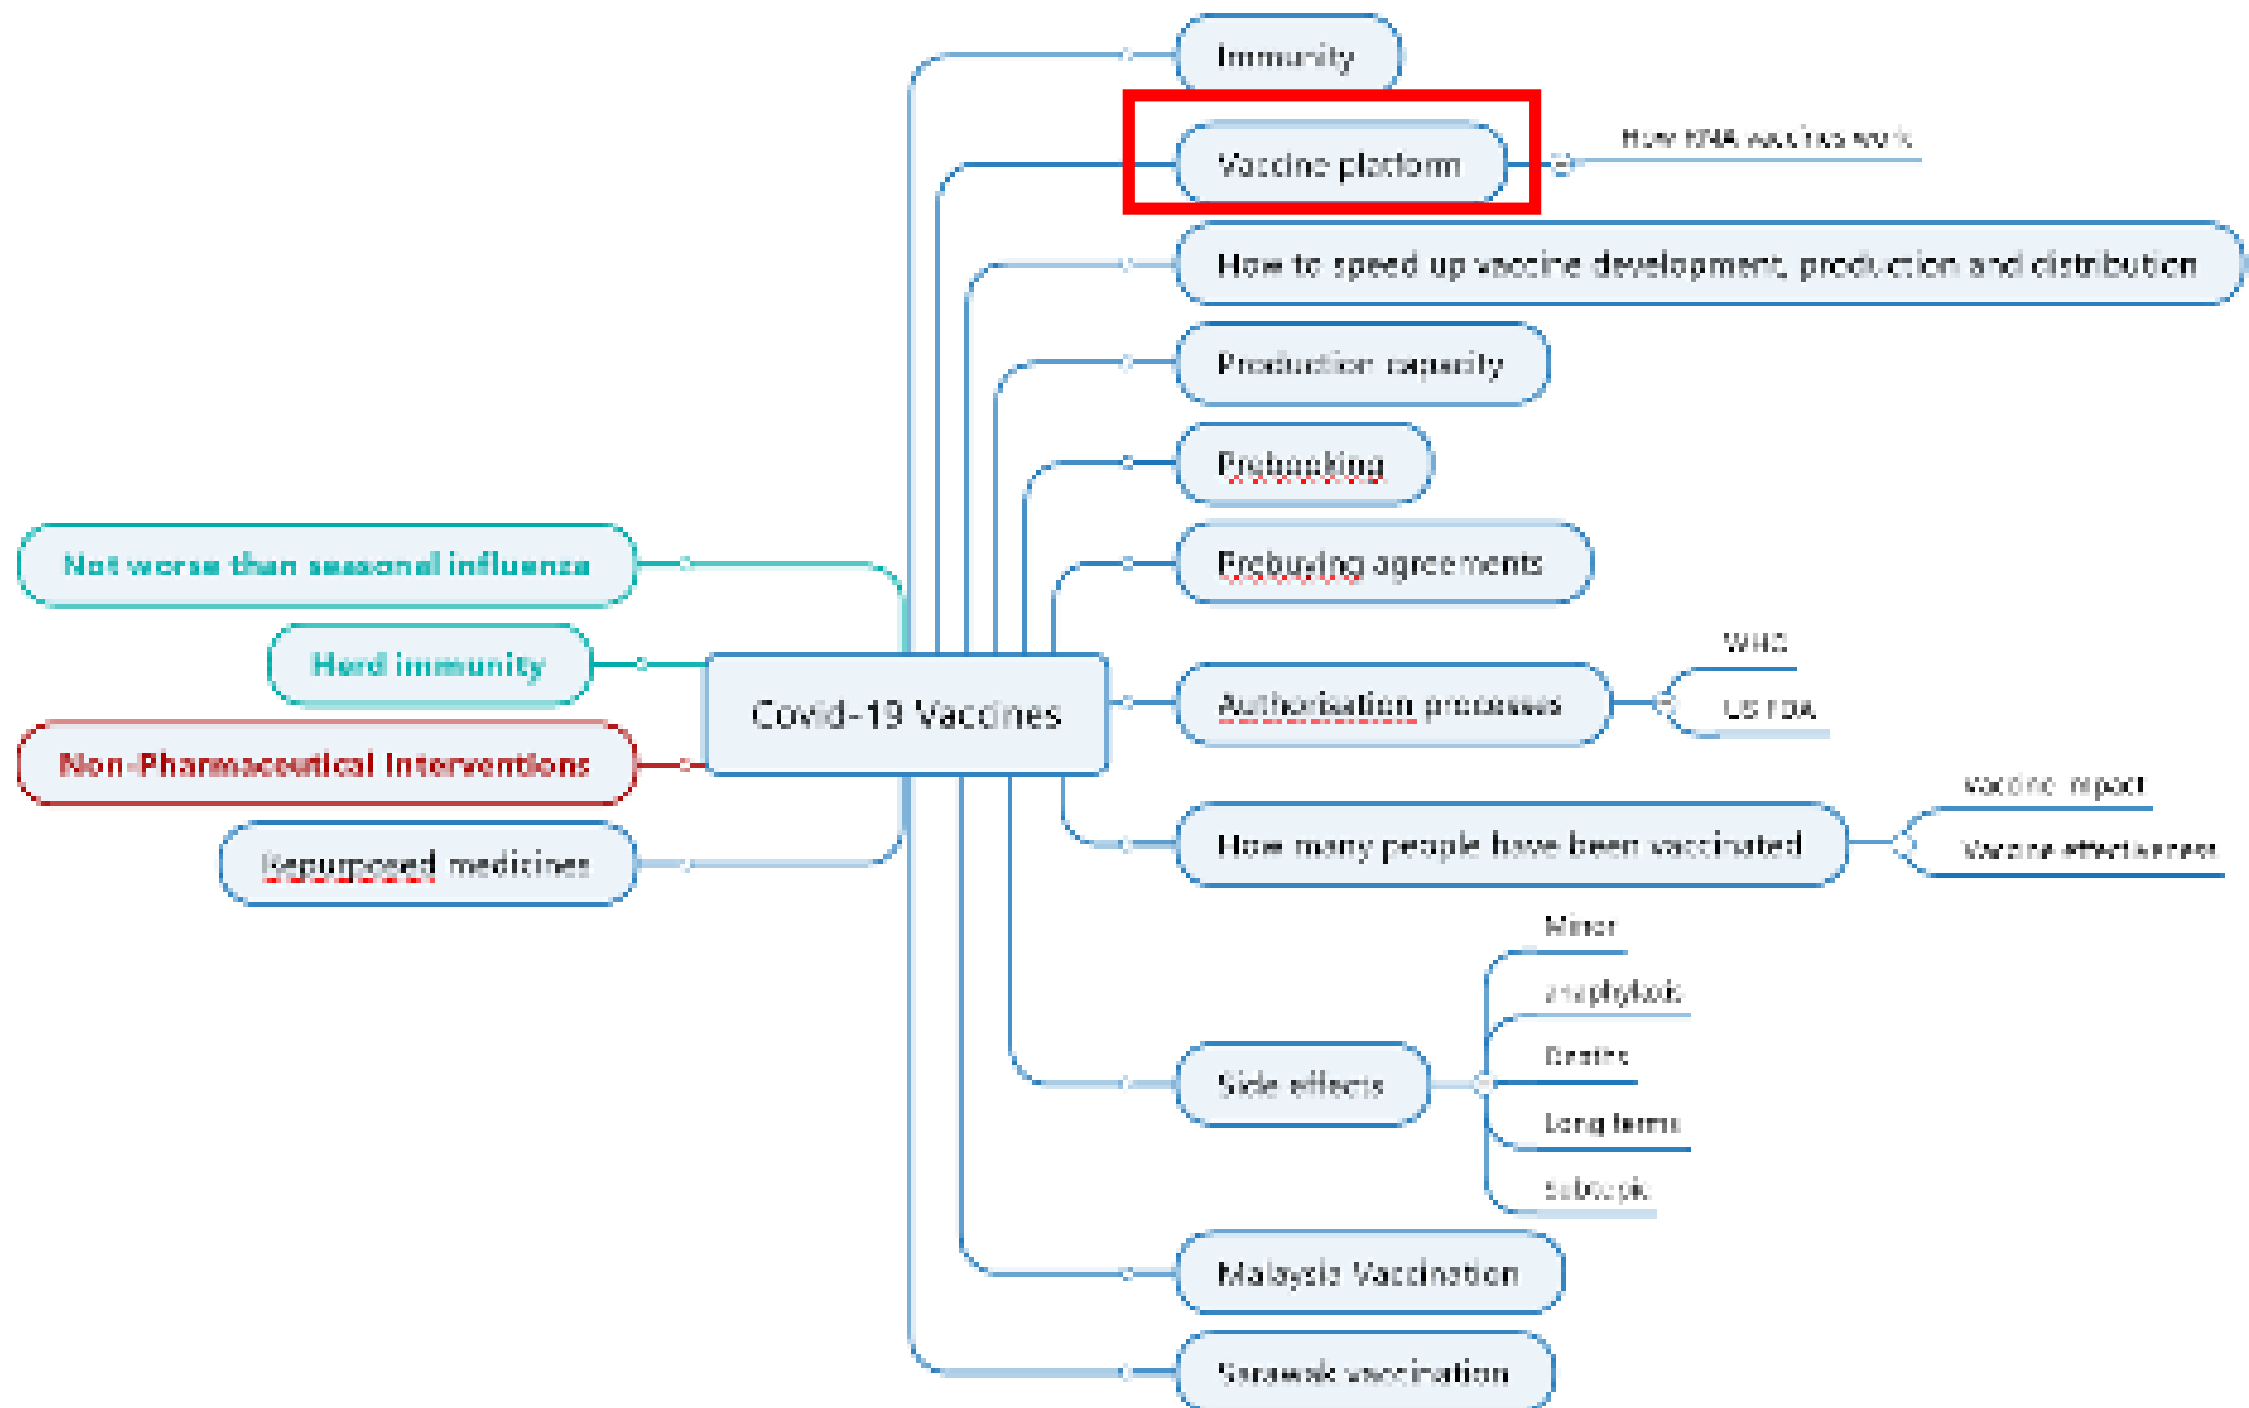 Immunity
Vaccine platform
How RNA vaccines work
How to speed up vaccine development, production and distribution
Production capacity
Prebooking
Prebuying agreements
Not worse than seasonal influenza
Herd immunity
Non-Pharmaceutical Interventions
Repurposed medicines
Covid-19 Vaccines
Authorisation processes
WHO
US FDA
How many people have been vaccinated
Vaccine impact
Vaccine effectiveness
Side effects
Minor
anaphylaxis
Deaths
Long terms
Subtopic
Malaysia Vaccination
Sarawak vaccination